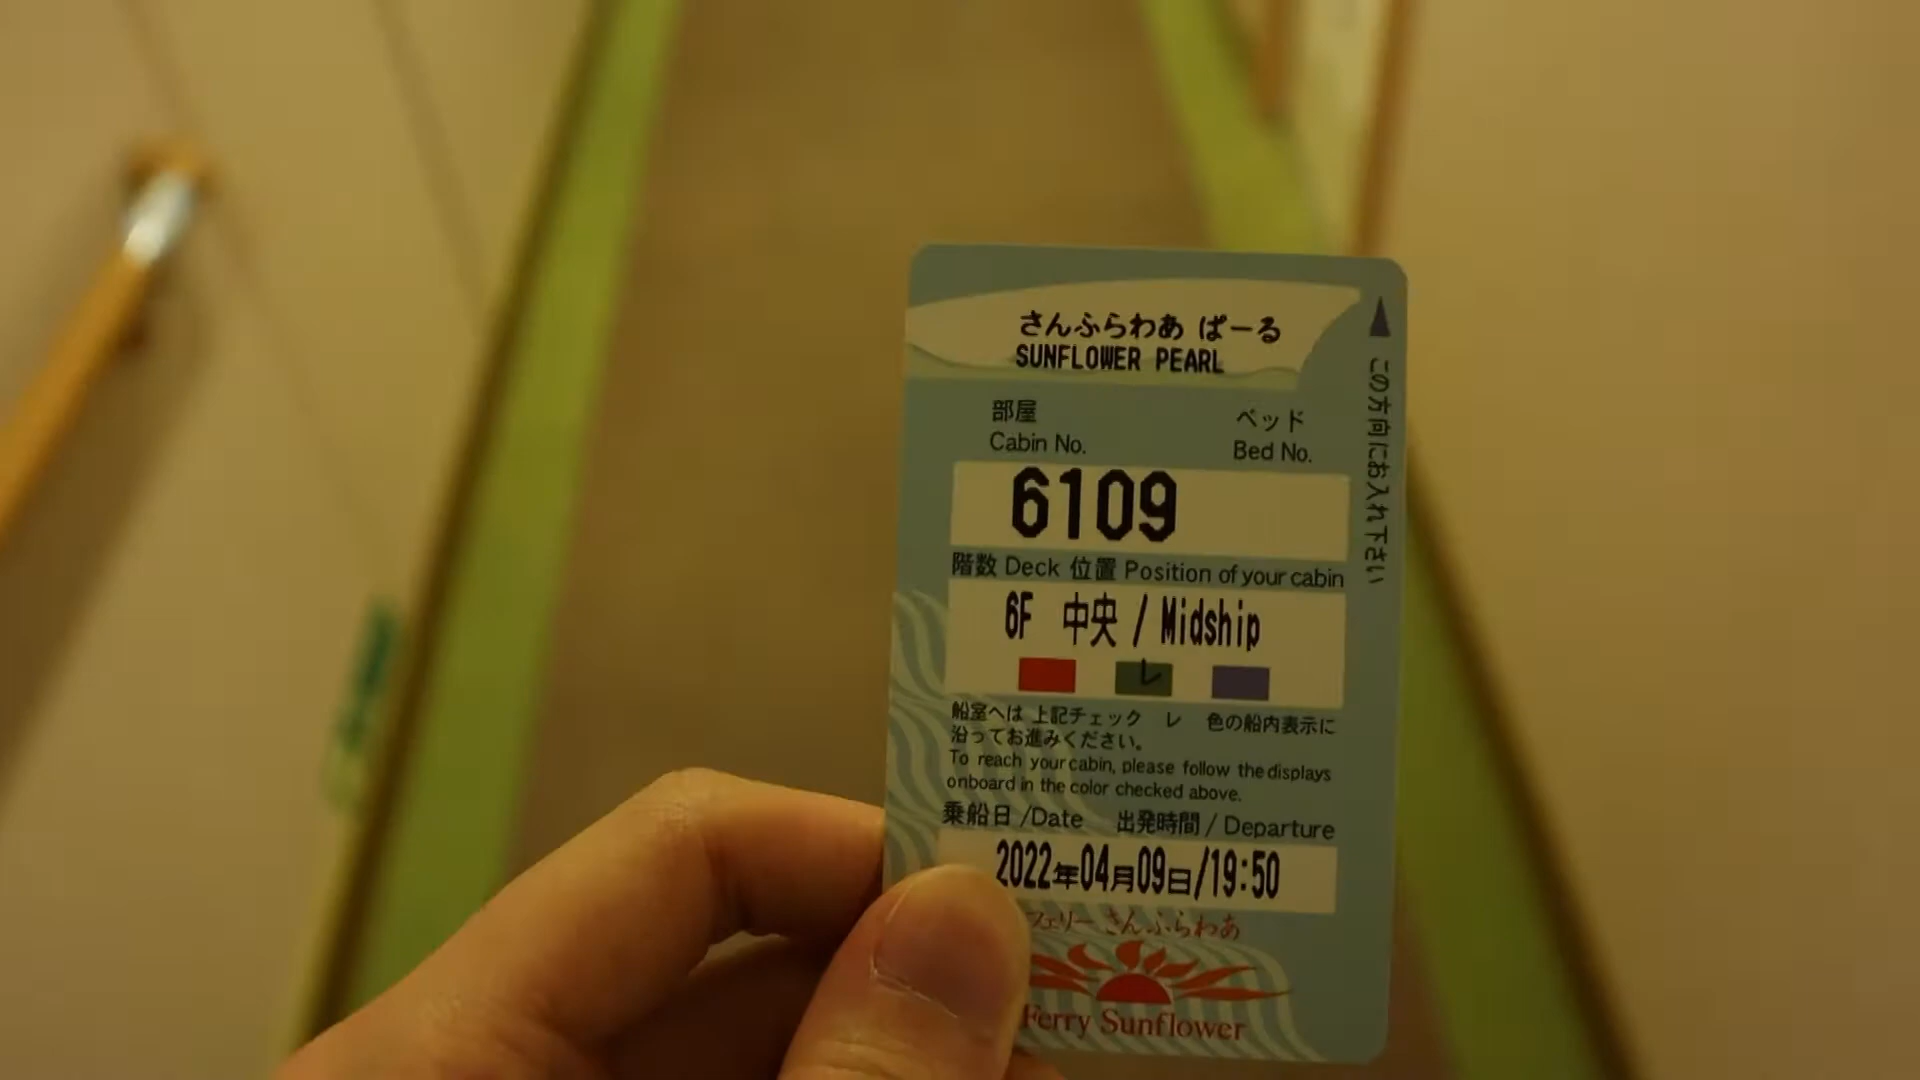 さんふらわあ ぱーる
SUNFLOWER PEARL
この方向にお入れ下さい
部屋 ベッド
Cabin No. Bed No.
6109
階数 Deck 位置 Position of your cabin
6F 中央 / Midship
レ
船室へは 上記チェック レ 色の船内表示に
沿ってお進みください。
To reach your cabin, please follow the displays
onboard in the color checked above.
乗船日 /Date 出発時間 / Departure
2022年04月09日/19:50
フェリー さんふらわあ
Ferry Sunflower